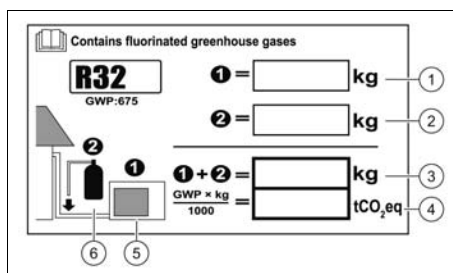 Contains fluorinated greenhouse gases
R32
GWP:675
❶ = kg 1
❷ = kg 2
❷
❶
❶+❷ = kg 3
GWP × kg
1000
= tCO₂eq 4
6
5